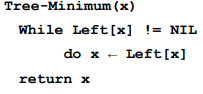 Tree-Minimum(x)
While Left[x] != NIL
do x ← Left[x]
return x